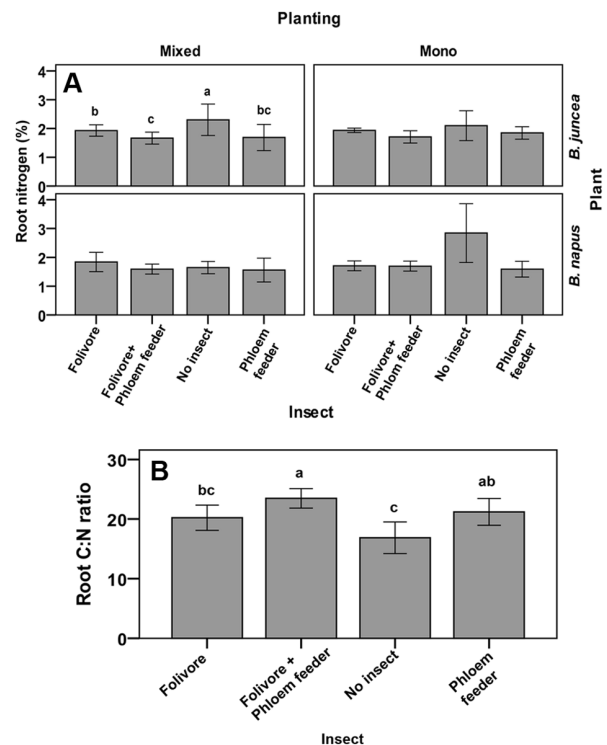 Planting
Mixed
Mono
A
Root nitrogen (%)
4
3
2
1
0
b
c
a
bc
B. juncea
4
3
2
1
0
B. napus
Plant
Folivore
Folivore+
Phloem feeder
No insect
Phloem
feeder
Folivore
Folivore+
Phlom feeder
No insect
Phloem
feeder
Insect
B
Root C:N ratio
30
20
10
0
bc
a
c
ab
Folivore
Folivore +
Phloem feeder
No insect
Phloem
feeder
Insect